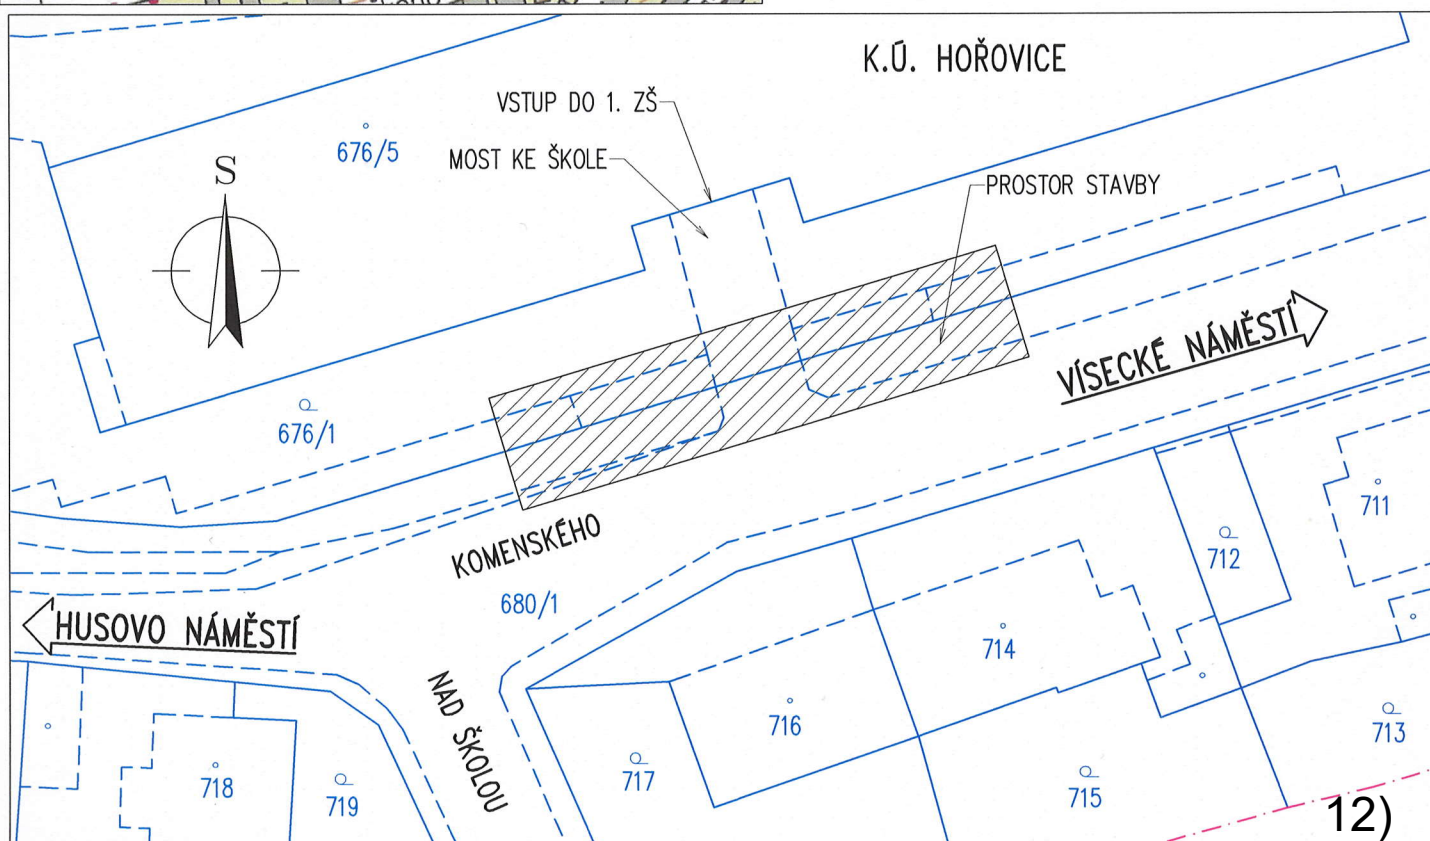 K.Ú. HOŘOVICE
VSTUP DO 1. ZŠ
676/5
MOST KE ŠKOLE
S
PROSTOR STAVBY
VÍSECKÉ NÁMĚSTÍ
676/1
711
KOMENSKÉHO
712
680/1
HUSOVO NÁMĚSTÍ
714
NAD ŠKOLOU
716
713
717
718
719
715
12)